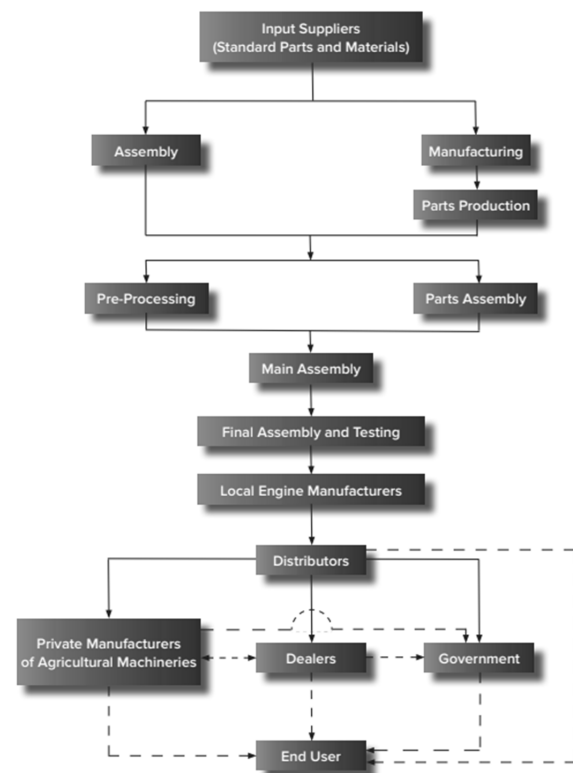 Input Suppliers
(Standard Parts and Materials)
Assembly
Manufacturing
Parts Production
Pre-Processing
Parts Assembly
Main Assembly
Final Assembly and Testing
Local Engine Manufacturers
Distributors
Private Manufacturers
of Agricultural Machineries
Dealers
Government
End User